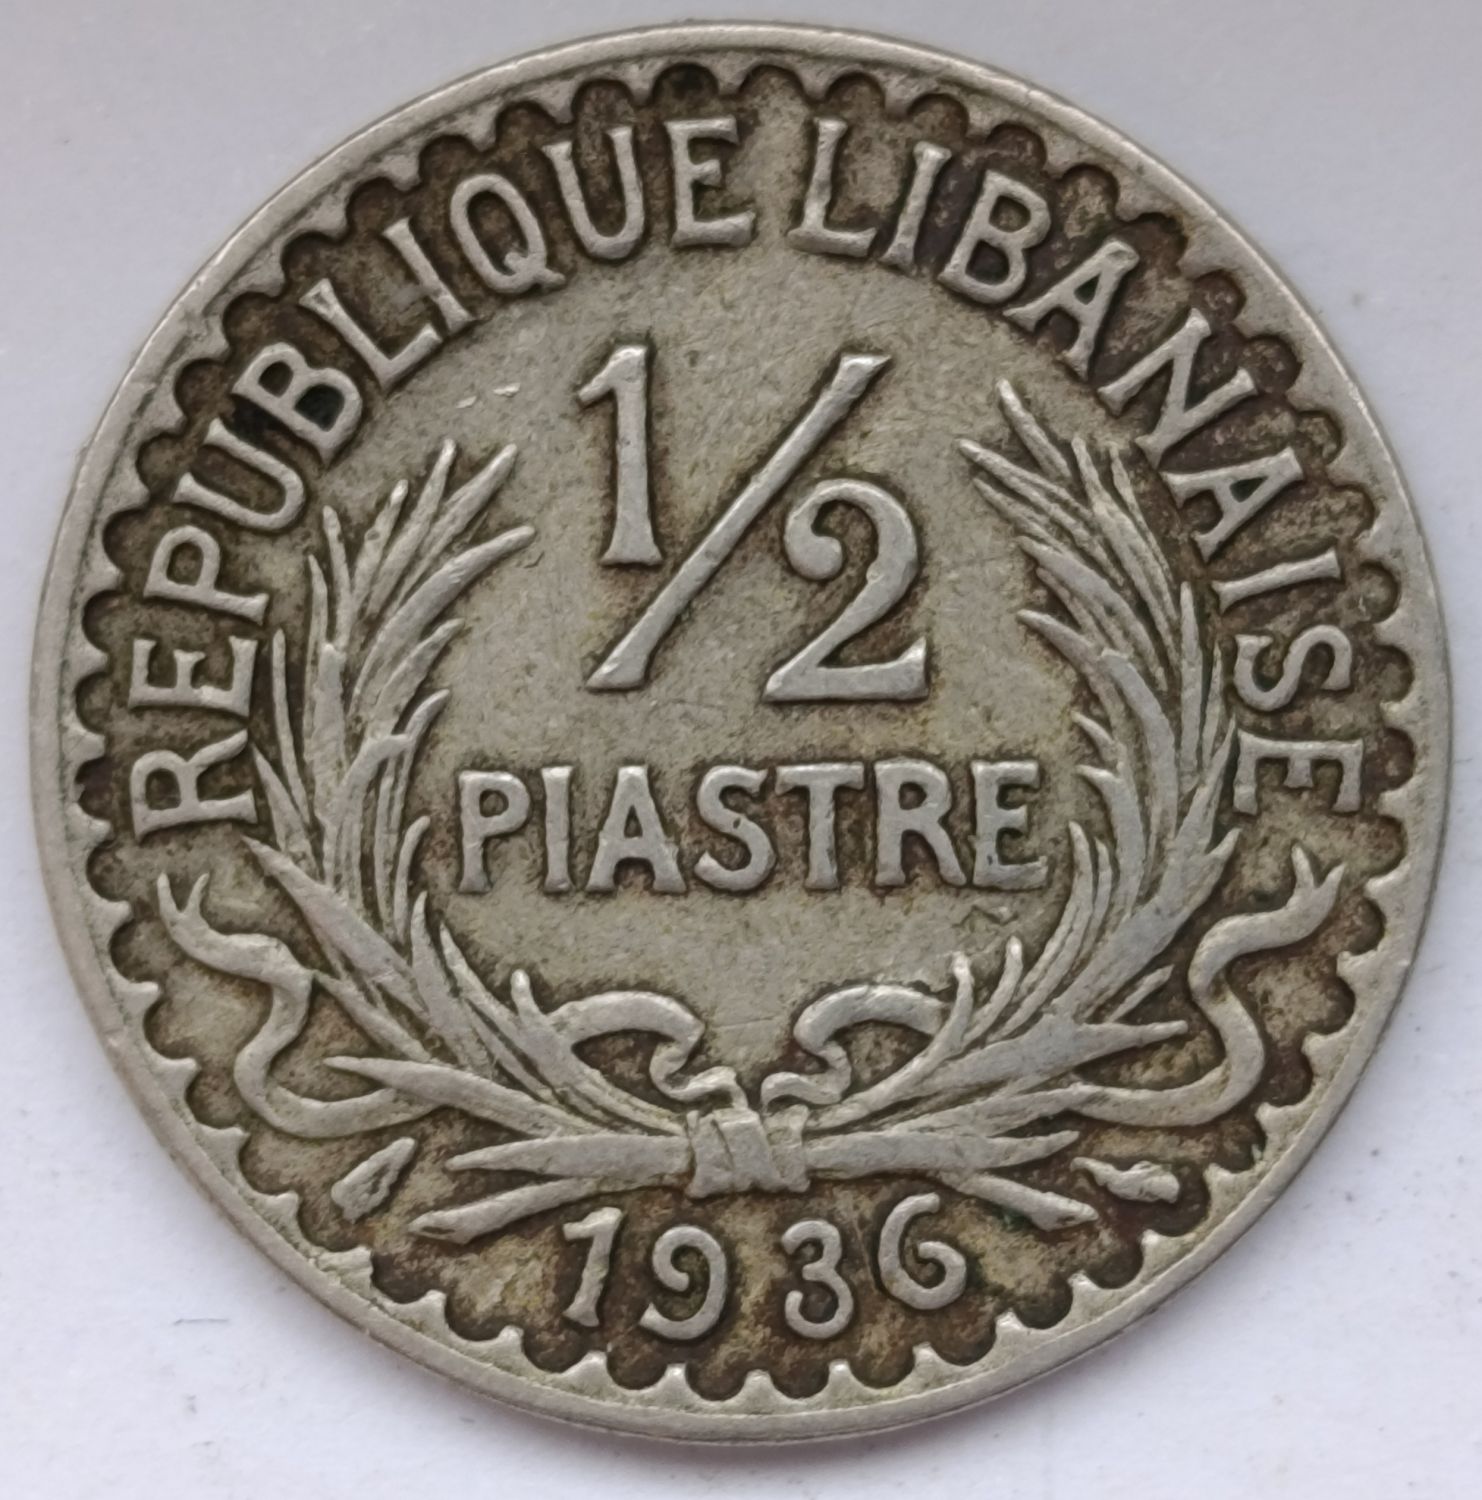 REPUBLIQUE LIBANAISE
1/2
PIASTRE
1936